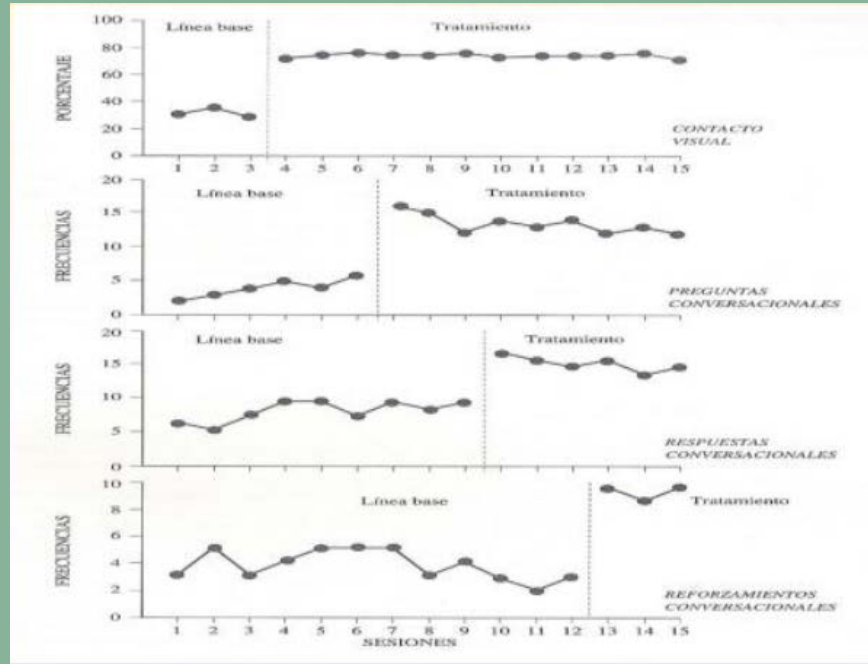 Línea base Tratamiento
PORCENTAJE
100
80
60
40
20
0
1 2 3 4 5 6 7 8 9 10 11 12 13 14 15
CONTACTO
VISUAL
Línea base Tratamiento
FRECUENCIAS
20
15
10
5
0
PREGUNTAS
CONVERSACIONALES
Línea base Tratamiento
FRECUENCIAS
20
15
10
5
0
RESPUESTAS
CONVERSACIONALES
Línea base Tratamiento
FRECUENCIAS
10
8
6
4
2
0
REFORZAMIENTOS
CONVERSACIONALES
1 2 3 4 5 6 7 8 9 10 11 12 13 14 15
SESIONES